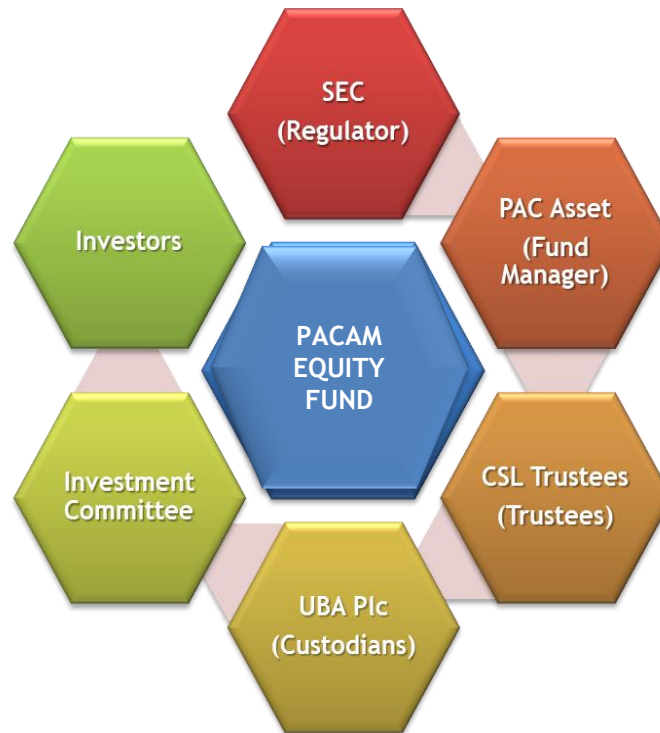 SEC
(Regulator)
PAC Asset
(Fund
Manager)
Investors
PACAM
EQUITY
FUND
CSL Trustees
(Trustees)
Investment
Committee
UBA Plc
(Custodians)